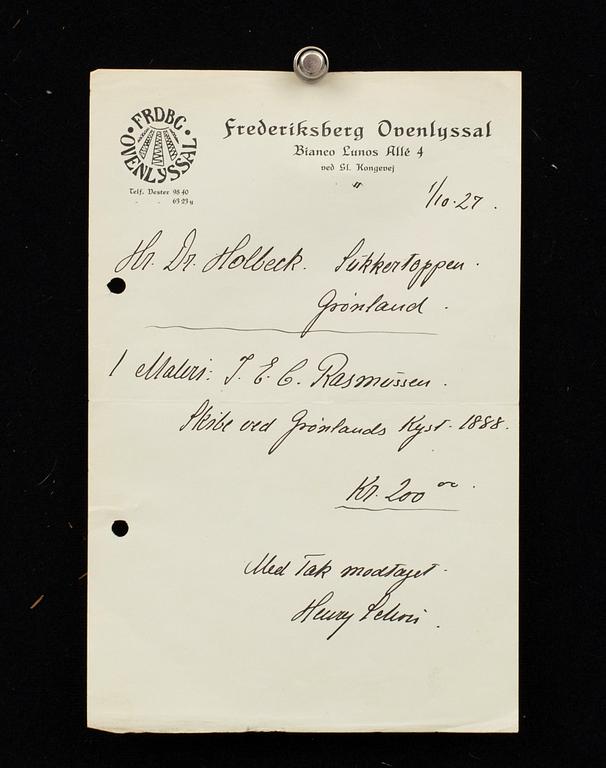 FRDBG · OVENLYSSAL ·
Frederiksberg Ovenlyssal
Bianco Lunos Allé 4
ved Gl. Kongevej
"
Telf. Vester 98 40
" " 63 23 y
1/10·27.
Hr. Dr. Holbeck. Sukkertoppen.
Grønland.
1 Maleri: J. E. C. Rasmussen.
Skibe ved Grønlands Kyst. 1888.
Kr. 200 00
Med Tak modtaget.
Henry